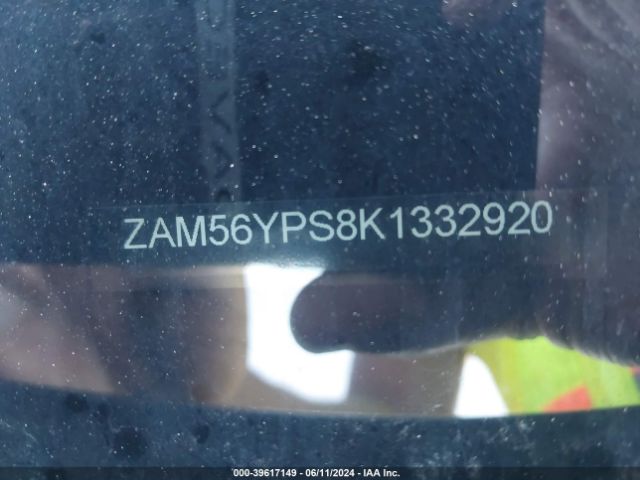 ZAM56YPS8K1332920
000-39617149 - 06/11/2024 - IAA Inc.